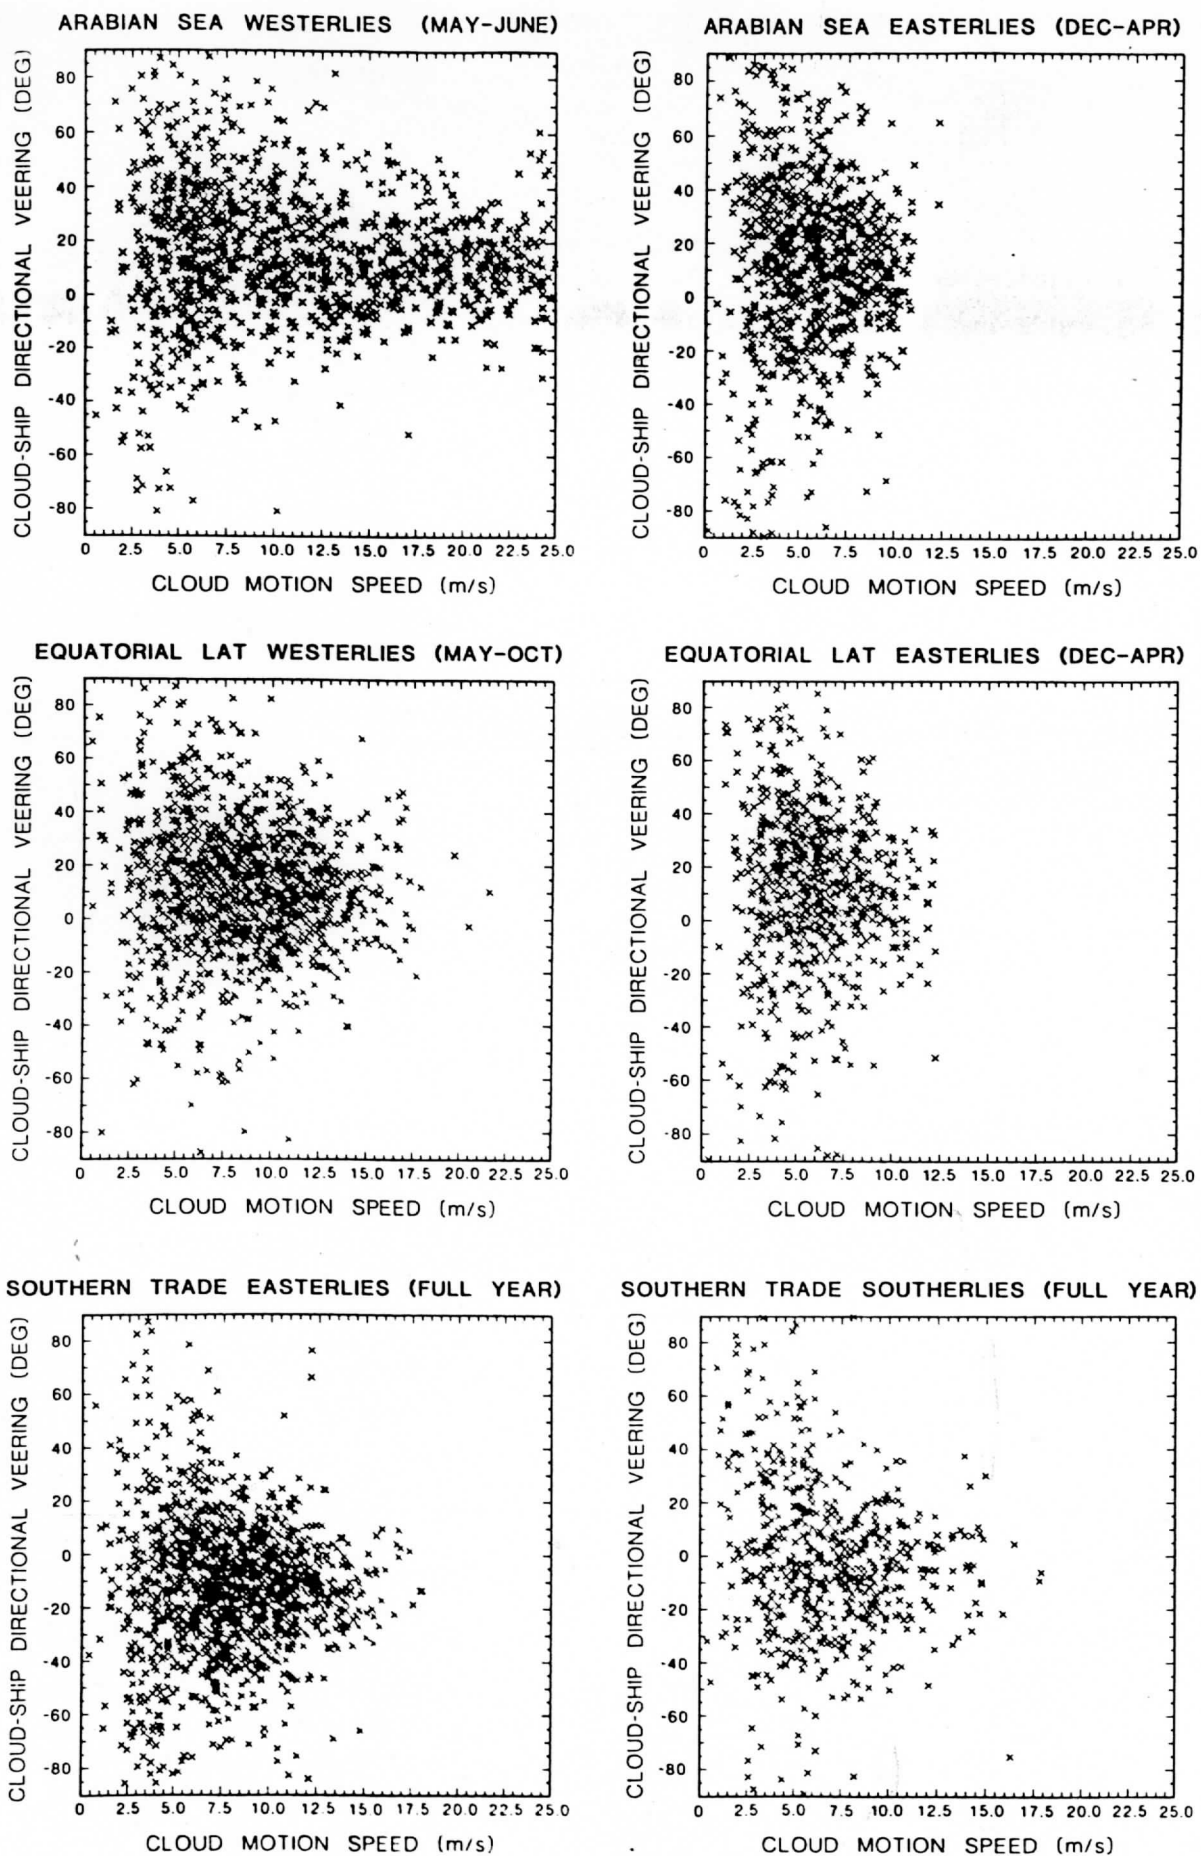 ARABIAN SEA WESTERLIES (MAY-JUNE)
CLOUD-SHIP DIRECTIONAL VEERING (DEG)
80
60
40
20
0
-20
-40
-60
-80
0 2.5 5.0 7.5 10.0 12.5 15.0 17.5 20.0 22.5 25.0
CLOUD MOTION SPEED (m/s)
ARABIAN SEA EASTERLIES (DEC-APR)
CLOUD-SHIP DIRECTIONAL VEERING (DEG)
80
60
40
20
0
-20
-40
-60
-80
0 2.5 5.0 7.5 10.0 12.5 15.0 17.5 20.0 22.5 25.0
CLOUD MOTION SPEED (m/s)
EQUATORIAL LAT WESTERLIES (MAY-OCT)
CLOUD-SHIP DIRECTIONAL VEERING (DEG)
80
60
40
20
0
-20
-40
-60
-80
0 2.5 5.0 7.5 10.0 12.5 15.0 17.5 20.0 22.5 25.0
CLOUD MOTION SPEED (m/s)
EQUATORIAL LAT EASTERLIES (DEC-APR)
CLOUD-SHIP DIRECTIONAL VEERING (DEG)
80
60
40
20
0
-20
-40
-60
-80
0 2.5 5.0 7.5 10.0 12.5 15.0 17.5 20.0 22.5 25.0
CLOUD MOTION SPEED (m/s)
SOUTHERN TRADE EASTERLIES (FULL YEAR)
CLOUD-SHIP DIRECTIONAL VEERING (DEG)
80
60
40
20
0
-20
-40
-60
-80
0 2.5 5.0 7.5 10.0 12.5 15.0 17.5 20.0 22.5 25.0
CLOUD MOTION SPEED (m/s)
SOUTHERN TRADE SOUTHERLIES (FULL YEAR)
CLOUD-SHIP DIRECTIONAL VEERING (DEG)
80
60
40
20
0
-20
-40
-60
-80
0 2.5 5.0 7.5 10.0 12.5 15.0 17.5 20.0 22.5 25.0
CLOUD MOTION SPEED (m/s)